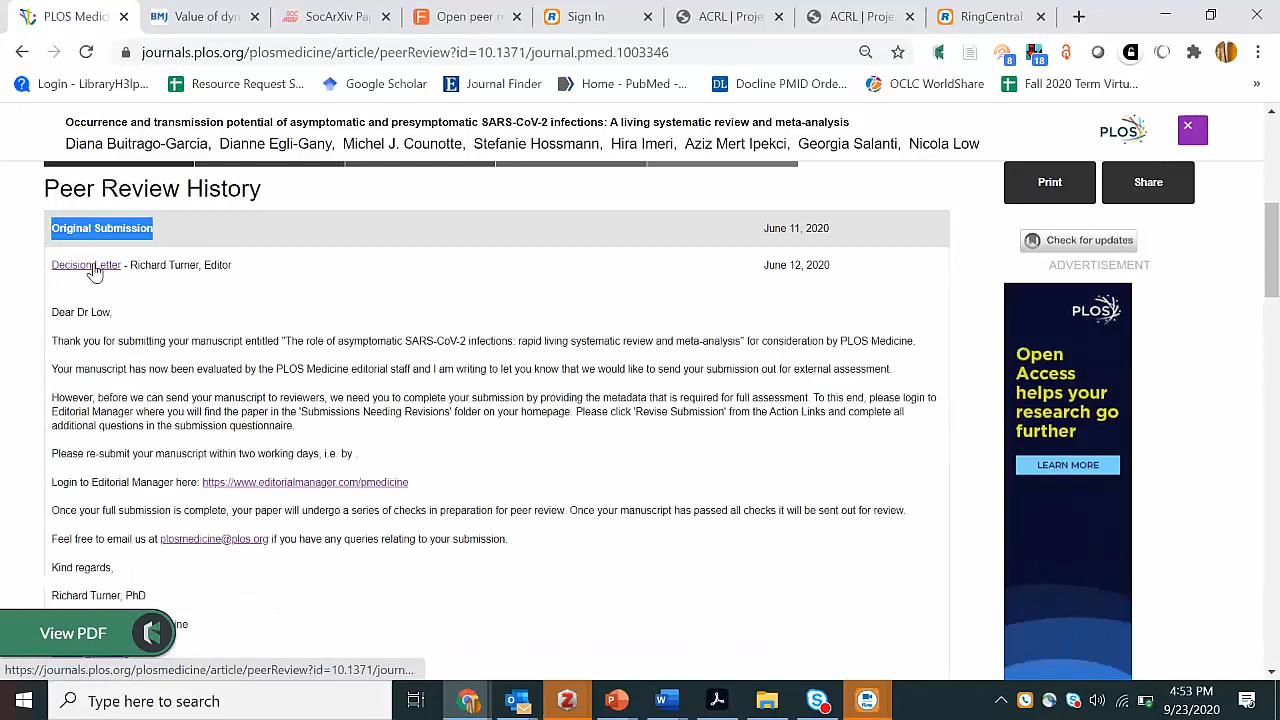 PLOS Medic
Value of dyn
SocArXiv Pap
Open peer r
Sign In
ACRL | Proje
ACRL | Proje
RingCentral
journals.plos.org/plosmedicine/article/peerReview?id=10.1371/journal.pmed.1003346
8
18
Login - LibraryH3lp...
Resource Request S...
Google Scholar
Journal Finder
Home - PubMed -...
DL
Docline PMID Orde...
OCLC WorldShare
Fall 2020 Term Virtu...
»
Occurrence and transmission potential of asymptomatic and presymptomatic SARS-CoV-2 infections: A living systematic review and meta-analysis
Diana Buitrago-Garcia, Dianne Egli-Gany, Michel J. Counotte, Stefanie Hossmann, Hira Imeri, Aziz Mert Ipekci, Georgia Salanti, Nicola Low
PLOS
Peer Review History
Print
Share
Original Submission
June 11, 2020
Check for updates
Decision Letter - Richard Turner, Editor
June 12, 2020
ADVERTISEMENT
Dear Dr Low,
Thank you for submitting your manuscript entitled "The role of asymptomatic SARS-CoV-2 infections: rapid living systematic review and meta-analysis" for consideration by PLOS Medicine.
Your manuscript has now been evaluated by the PLOS Medicine editorial staff and I am writing to let you know that we would like to send your submission out for external assessment.
However, before we can send your manuscript to reviewers, we need you to complete your submission by providing the metadata that is required for full assessment. To this end, please login to
Editorial Manager where you will find the paper in the 'Submissions Needing Revisions' folder on your homepage. Please click 'Revise Submission' from the Action Links and complete all
additional questions in the submission questionnaire.
Please re-submit your manuscript within two working days, i.e. by .
Login to Editorial Manager here: https://www.editorialmanager.com/pmedicine
Once your full submission is complete, your paper will undergo a series of checks in preparation for peer review. Once your manuscript has passed all checks it will be sent out for review.
Feel free to email us at plosmedicine@plos.org if you have any queries relating to your submission.
Kind regards,
Richard Turner, PhD
ine
PLOS
Open
Access
helps your
research go
further
LEARN MORE
View PDF
https://journals.plos.org/plosmedicine/article/peerReview?id=10.1371/journ...
Type here to search
4:53 PM
9/23/2020